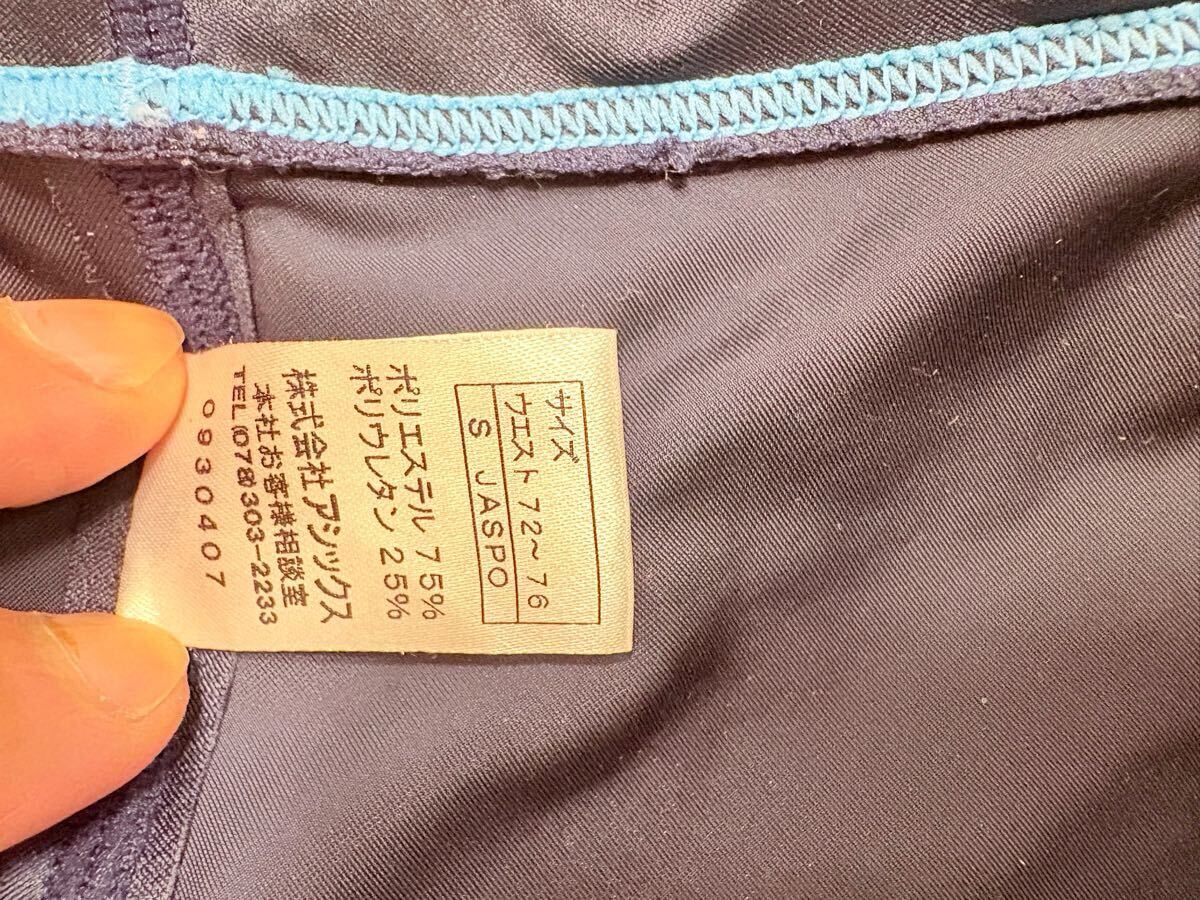 サイズ
ウエスト 72～76
S JASPO
ポリエステル 75%
ポリウレタン 25%
株式会社アシックス
本社お客様相談室
TEL(078)303-2233
0930407